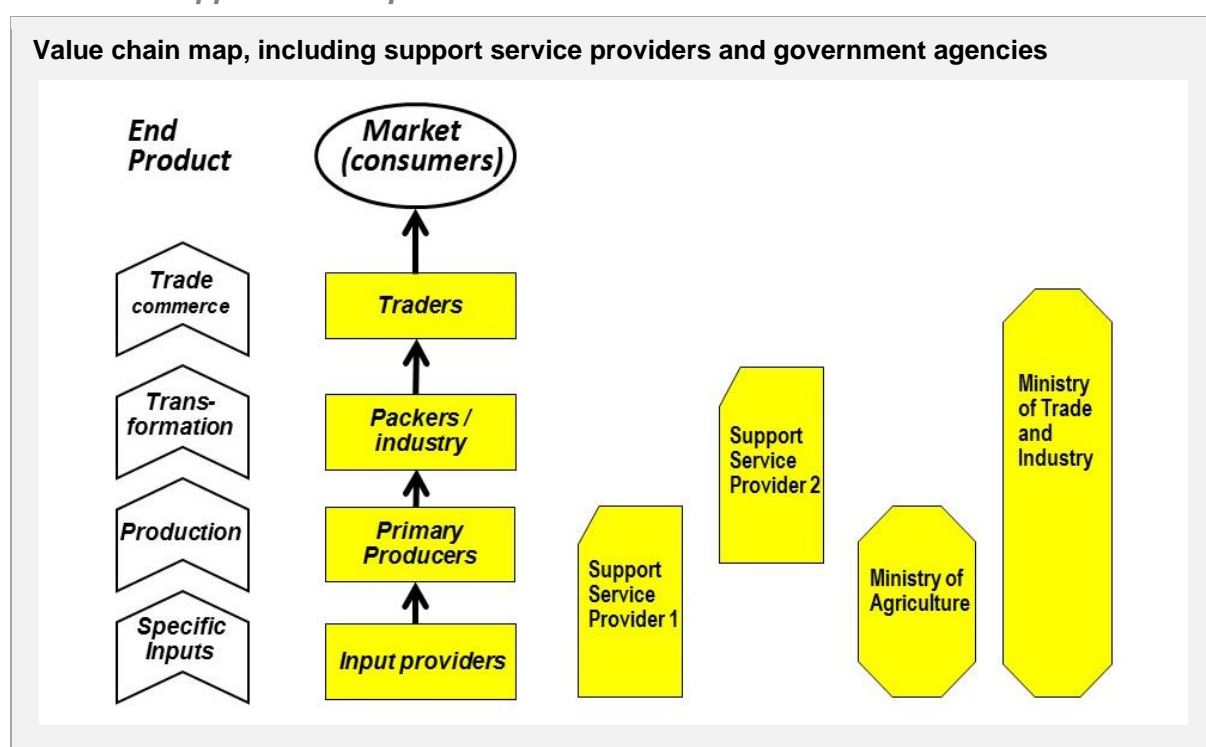 Value chain map, including support service providers and government agencies
End
Product
Market
(consumers)
Trade
commerce
Traders
Trans-
formation
Packers /
industry
Production
Primary
Producers
Specific
Inputs
Input providers
Support
Service
Provider 1
Support
Service
Provider 2
Ministry of
Agriculture
Ministry
of Trade
and
Industry